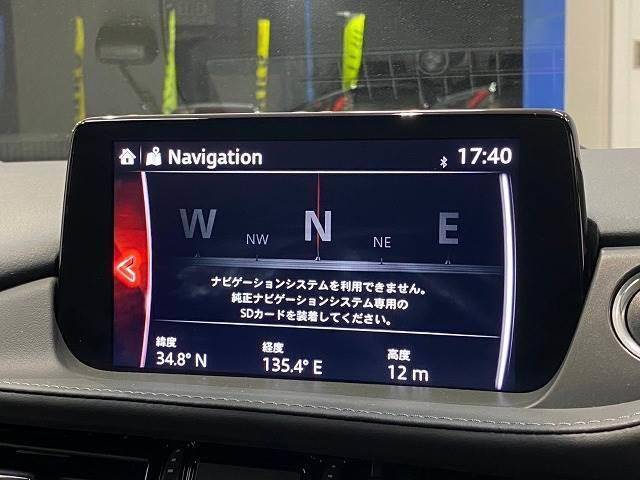 Navigation 17:40
W NW N NE E
ナビゲーションシステムを利用できません。
純正ナビゲーションシステム専用の
SDカードを装着してください。
緯度 経度 高度
34.8° N 135.4° E 12 m